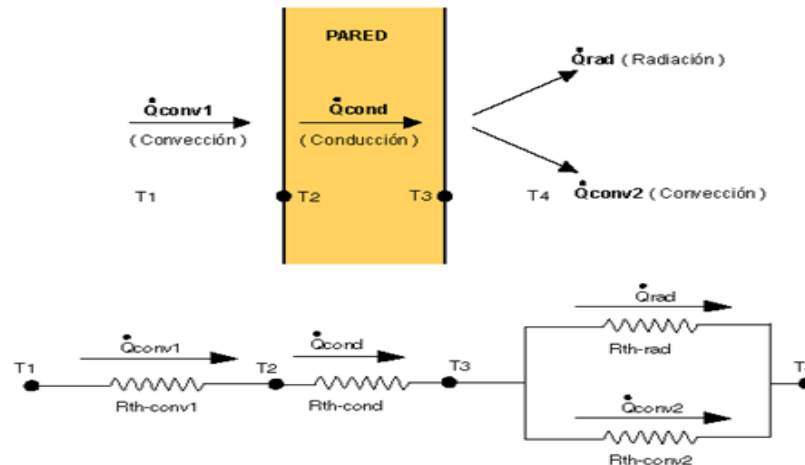 PARED
Q̇rad ( Radiación )
Q̇conv1
Q̇cond
( Convección )
( Conducción )
T1
T2
T3
T4
Q̇conv2 ( Convección )
Q̇rad
Q̇conv1
Q̇cond
T1
T2
T3
Rth-rad
Rth-conv1
Rth-cond
Q̇conv2
Rth-conv2